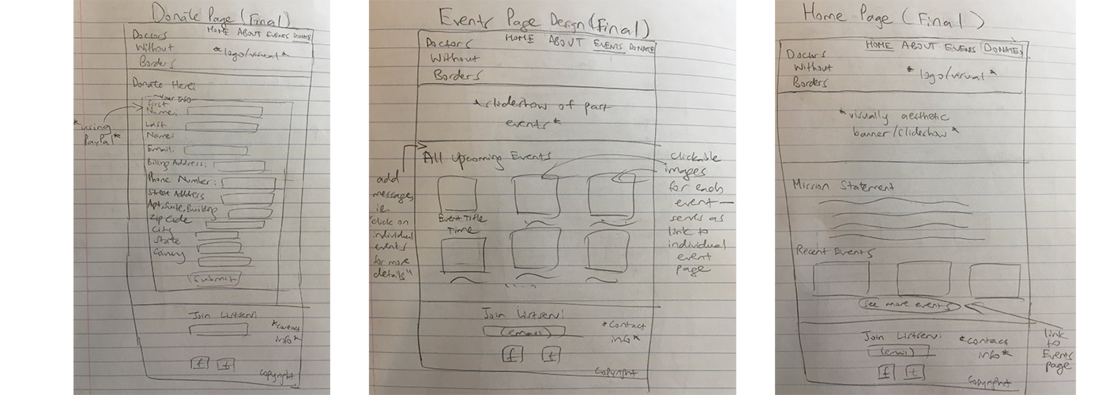 Donate Page (Final)
Doctors
Without
Borders
HOME ABOUT EVENTS DONATE
*logo/visual*
Donate Here:
*using
PayPal*
First
Name:
Last
Name:
Email:
Billing Address:
Phone Number:
Street Address
Apt, Suite, Building
Zip Code
City
State
Country
Submit
Join Listserv:
*contact
info*
f t
Copyright
Events Page Design (Final)
Doctors
Without
Borders
HOME ABOUT EVENTS DONATE
*slideshow of past
events*
All Upcoming Events
Event Title
Time
add
messages
i.e.
"click on
individual
events
for more
details"
clickable
images
for each
event —
serves as
link to
individual
event
page
Join Listserv:
(email)
*contact
info*
f t
Copyright
Home Page (Final)
Doctors
Without
Borders
HOME ABOUT EVENTS DONATE
*logo/visual*
*visually aesthetic
banner/slideshow*
Mission Statement
Recent Events
See more events
link
to
Events
page
Join Listserv:
(email)
*contact
info*
f t
Copyright